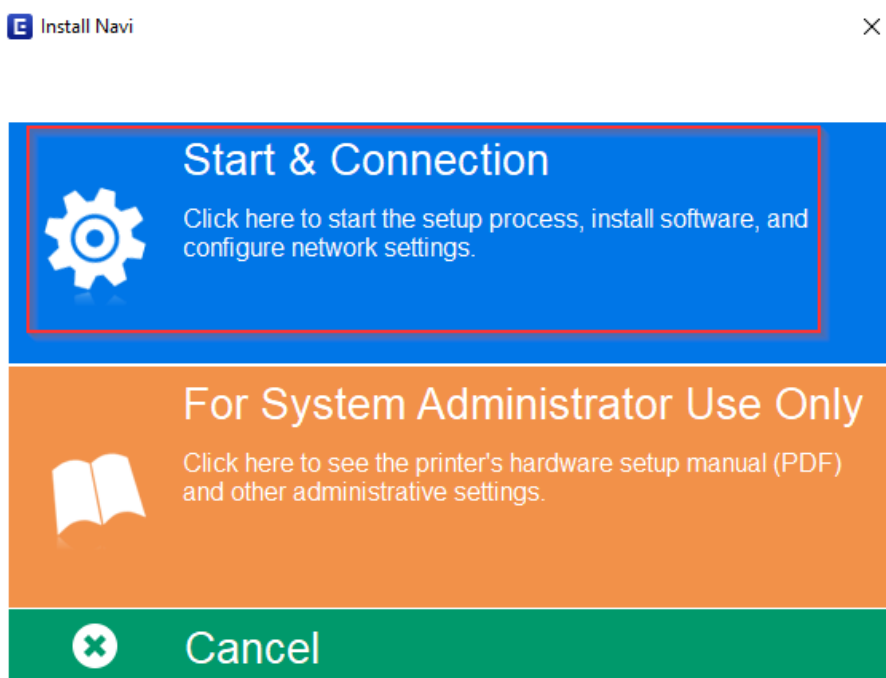 Install Navi
Start & Connection
Click here to start the setup process, install software, and
configure network settings.
For System Administrator Use Only
Click here to see the printer's hardware setup manual (PDF)
and other administrative settings.
Cancel